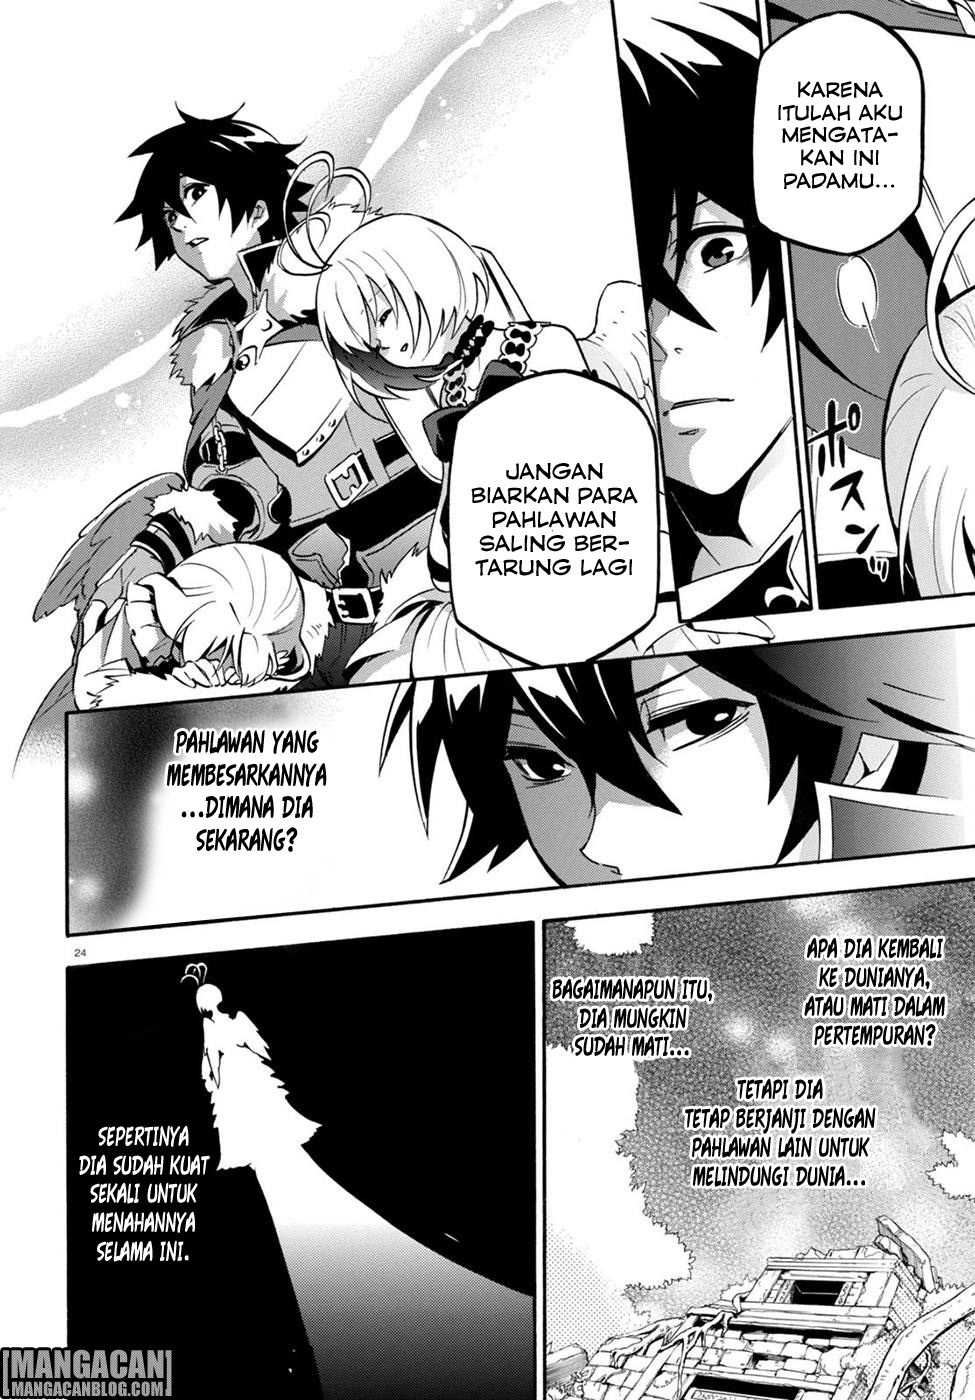 KARENA
ITULAH AKU
MENGATA-
KAN INI
PADAMU...
ポスン
JANGAN
BIARKAN PARA
PAHLAWAN
SALING BER-
TARUNG LAGI
PAHLAWAN YANG
MEMBESARKANNYA
...DIMANA DIA
SEKARANG?
24
APA DIA KEMBALI
KE DUNIANYA,
ATAU MATI DALAM
PERTEMPURAN?
BAGAIMANAPUN ITU,
DIA MUNGKIN
SUDAH MATI...
TETAPI DIA
TETAP BERJANJI DENGAN
PAHLAWAN LAIN UNTUK
MELINDUNGI DUNIA...
SEPERTINYA
DIA SUDAH KUAT
SEKALI UNTUK
MENAHANNYA
SELAMA INI.
[MANGACAN]
MANGACANBLOG.COM